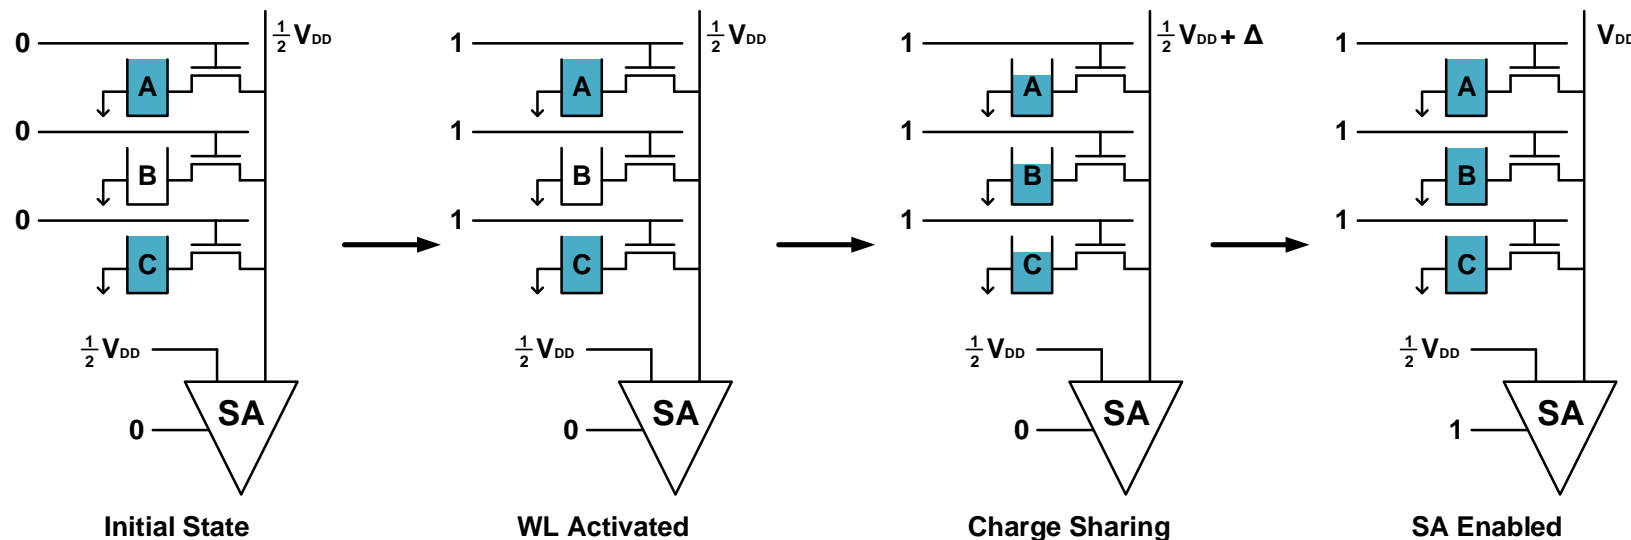 0 ½ VDD
A
0
B
0
C
½ VDD
SA
0
Initial State
1 ½ VDD
A
1
B
1
C
½ VDD
SA
0
WL Activated
1 ½ VDD + Δ
A
1
B
1
C
½ VDD
SA
0
Charge Sharing
1 VDD
A
1
B
1
C
½ VDD
SA
1
SA Enabled